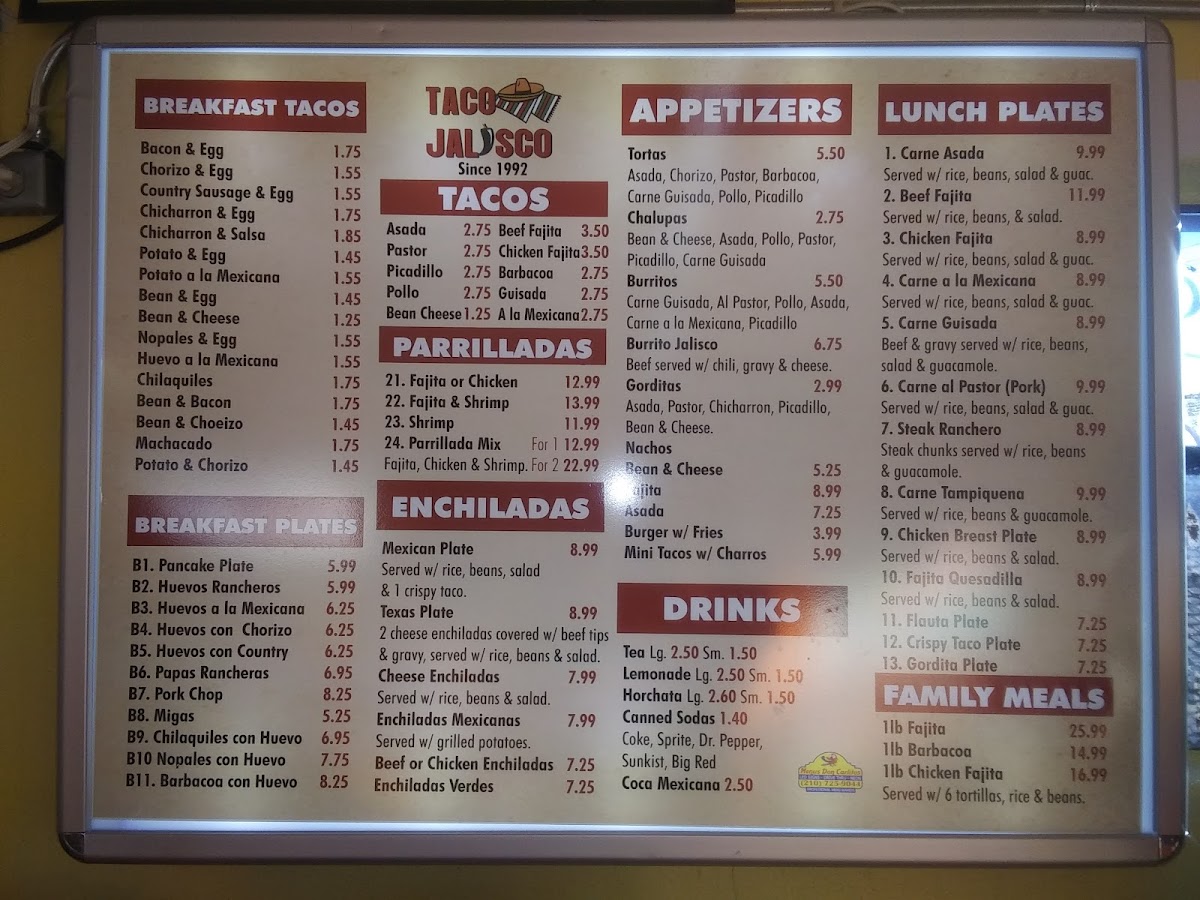 BREAKFAST TACOS
Bacon & Egg 1.75
Chorizo & Egg 1.55
Country Sausage & Egg 1.55
Chicharron & Egg 1.75
Chicharron & Salsa 1.85
Potato & Egg 1.45
Potato a la Mexicana 1.55
Bean & Egg 1.45
Bean & Cheese 1.25
Nopales & Egg 1.55
Huevo a la Mexicana 1.55
Chilaquiles 1.75
Bean & Bacon 1.75
Bean & Choeizo 1.45
Machacado 1.75
Potato & Chorizo 1.45
BREAKFAST PLATES
B1. Pancake Plate 5.99
B2. Huevos Rancheros 5.99
B3. Huevos a la Mexicana 6.25
B4. Huevos con Chorizo 6.25
B5. Huevos con Country 6.25
B6. Papas Rancheras 6.95
B7. Pork Chop 8.25
B8. Migas 5.25
B9. Chilaquiles con Huevo 6.95
B10 Nopales con Huevo 7.75
B11. Barbacoa con Huevo 8.25
TACO
JALISCO
Since 1992
TACOS
Asada 2.75 Beef Fajita 3.50
Pastor 2.75 Chicken Fajita 3.50
Picadillo 2.75 Barbacoa 2.75
Pollo 2.75 Guisada 2.75
Bean Cheese 1.25 A la Mexicana 2.75
PARRILLADAS
21. Fajita or Chicken 12.99
22. Fajita & Shrimp 13.99
23. Shrimp 11.99
24. Parrillada Mix For 1 12.99
Fajita, Chicken & Shrimp. For 2 22.99
ENCHILADAS
Mexican Plate 8.99
Served w/ rice, beans, salad
& 1 crispy taco.
Texas Plate 8.99
2 cheese enchiladas covered w/ beef tips
& gravy, served w/ rice, beans & salad.
Cheese Enchiladas 7.99
Served w/ rice, beans & salad.
Enchiladas Mexicanas 7.99
Served w/ grilled potatoes.
Beef or Chicken Enchiladas 7.25
Enchiladas Verdes 7.25
APPETIZERS
Tortas 5.50
Asada, Chorizo, Pastor, Barbacoa,
Carne Guisada, Pollo, Picadillo
Chalupas 2.75
Bean & Cheese, Asada, Pollo, Pastor,
Picadillo, Carne Guisada
Burritos 5.50
Carne Guisada, Al Pastor, Pollo, Asada,
Carne a la Mexicana, Picadillo
Burrito Jalisco 6.75
Beef served w/ chili, gravy & cheese.
Gorditas 2.99
Asada, Pastor, Chicharron, Picadillo,
Bean & Cheese.
Nachos
Bean & Cheese 5.25
Fajita 8.99
Asada 7.25
Burger w/ Fries 3.99
Mini Tacos w/ Charros 5.99
DRINKS
Tea Lg. 2.50 Sm. 1.50
Lemonade Lg. 2.50 Sm. 1.50
Horchata Lg. 2.60 Sm. 1.50
Canned Sodas 1.40
Coke, Sprite, Dr. Pepper,
Sunkist, Big Red
Coca Mexicana 2.50
LUNCH PLATES
1. Carne Asada 9.99
Served w/ rice, beans, salad & guac.
2. Beef Fajita 11.99
Served w/ rice, beans, & salad.
3. Chicken Fajita 8.99
Served w/ rice, beans, salad & guac.
4. Carne a la Mexicana 8.99
Served w/ rice, beans, salad & guac.
5. Carne Guisada 8.99
Beef & gravy served w/ rice, beans,
salad & guacamole.
6. Carne al Pastor (Pork) 9.99
Served w/ rice, beans, salad & guac.
7. Steak Ranchero 8.99
Steak chunks served w/ rice, beans
& guacamole.
8. Carne Tampiquena 9.99
Served w/ rice, beans & guacamole.
9. Chicken Breast Plate 8.99
Served w/ rice, beans & salad.
10. Fajita Quesadilla 8.99
Served w/ rice, beans & salad.
11. Flauta Plate 7.25
12. Crispy Taco Plate 7.25
13. Gordita Plate 7.25
FAMILY MEALS
1lb Fajita 25.99
1lb Barbacoa 14.99
1lb Chicken Fajita 16.99
Served w/ 6 tortillas, rice & beans.